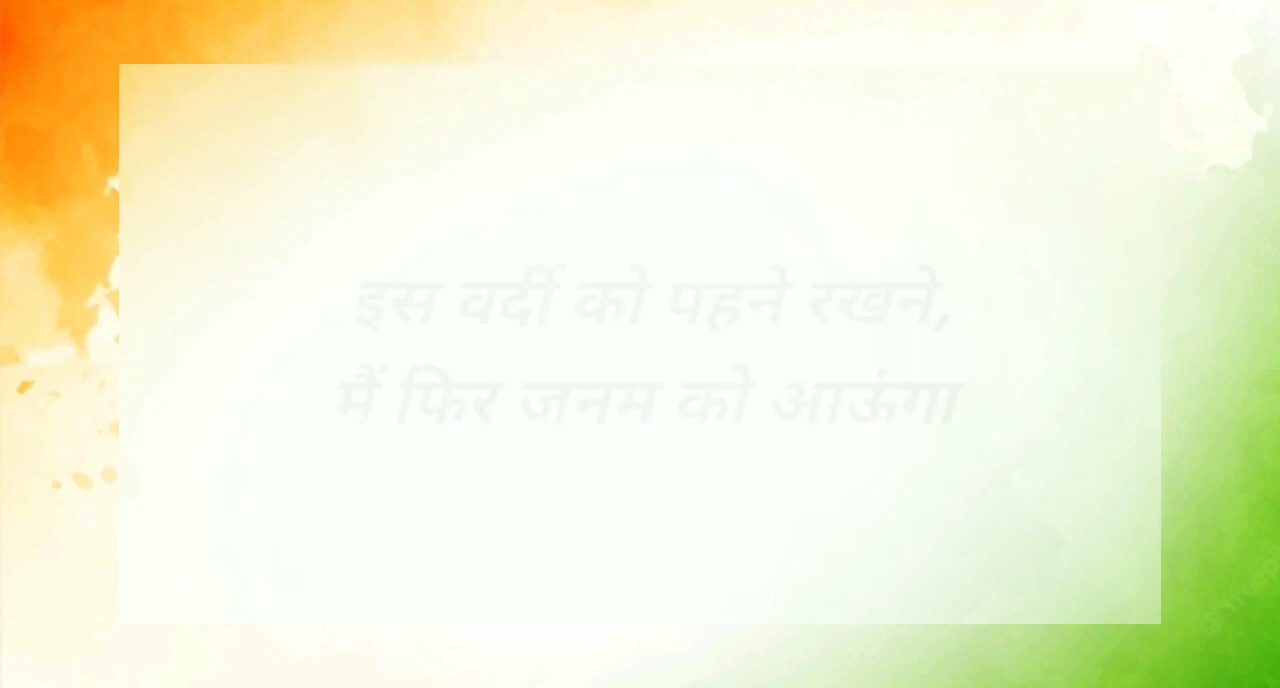 इस वर्दी को पहने रखने,
मैं फिर जनम को आऊंगा